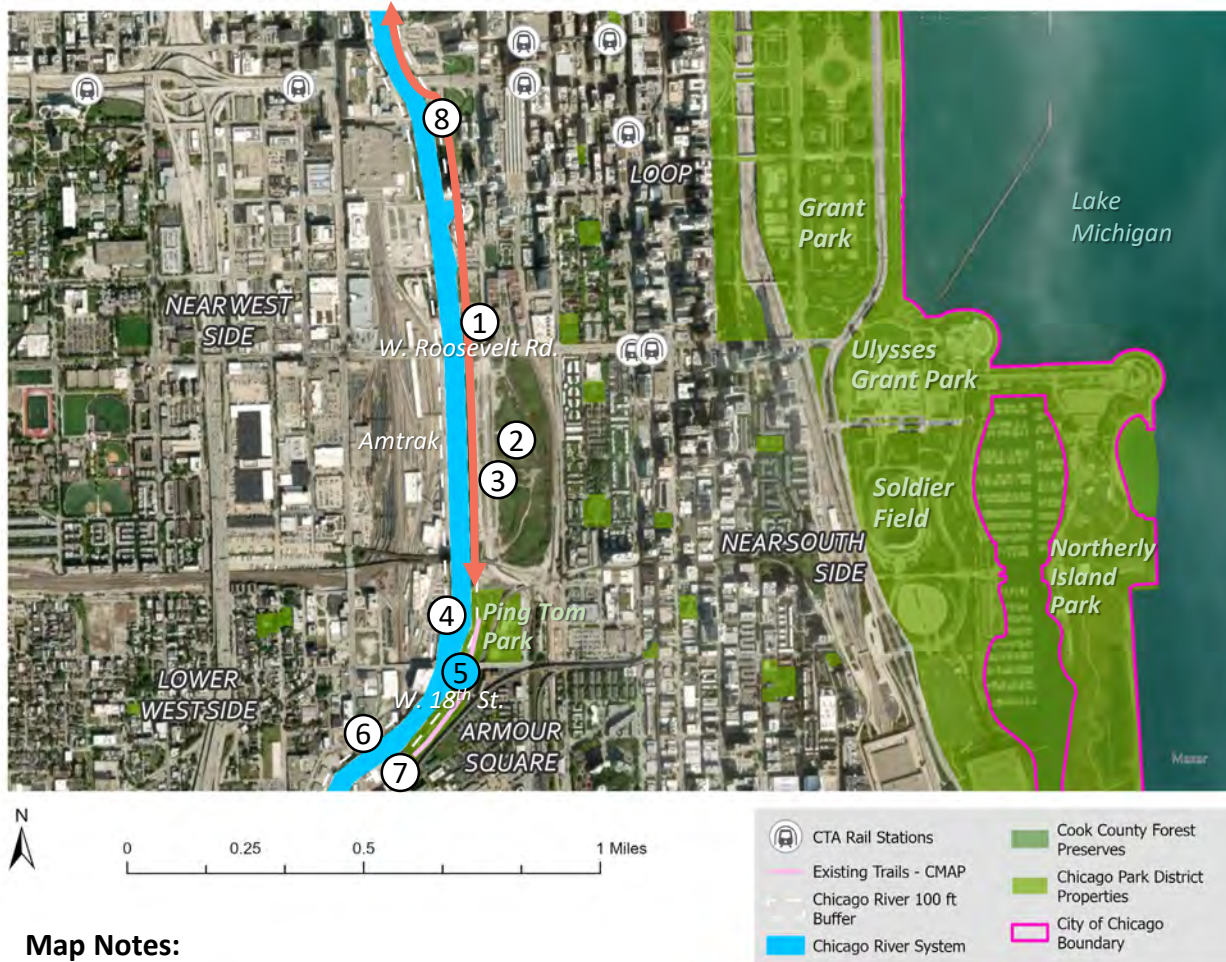 8
LOOP
Grant
Park
Lake
Michigan
NEAR WEST
SIDE
1
W. Roosevelt Rd.
Ulysses
Grant Park
Amtrak
2
3
Soldier
Field
NEAR SOUTH
SIDE
Northerly
Island
Park
4
Ping Tom
Park
5
LOWER
WEST SIDE
W. 18th St.
6
ARMOUR
SQUARE
7
Maxar
N
0
0.25
0.5
1 Miles
CTA Rail Stations
Existing Trails - CMAP
Chicago River 100 ft
Buffer
Chicago River System
Cook County Forest
Preserves
Chicago Park District
Properties
City of Chicago
Boundary
Map Notes: